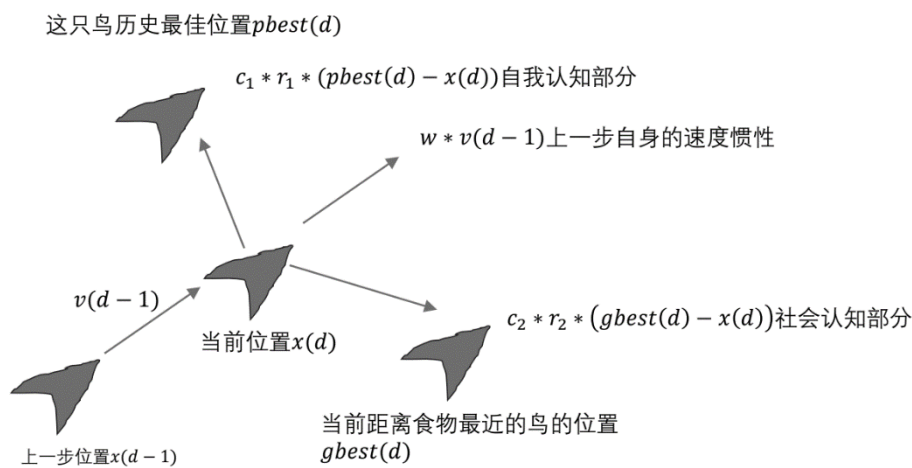 这只鸟历史最佳位置pbest(d)
c₁ * r₁ * (pbest(d) − x(d))自我认知部分
w * v(d − 1)上一步自身的速度惯性
v(d − 1)
当前位置x(d)
c₂ * r₂ * (gbest(d) − x(d))社会认知部分
上一步位置x(d − 1)
当前距离食物最近的鸟的位置
gbest(d)